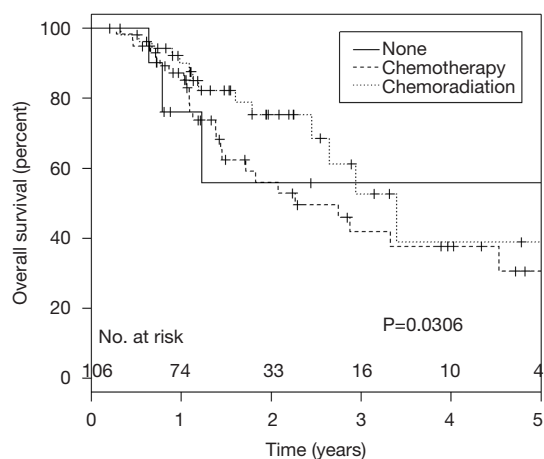 100
80
60
40
20
0
Overall survival (percent)
None
Chemotherapy
Chemoradiation
P=0.0306
No. at risk
106 74 33 16 10 4
0 1 2 3 4 5
Time (years)